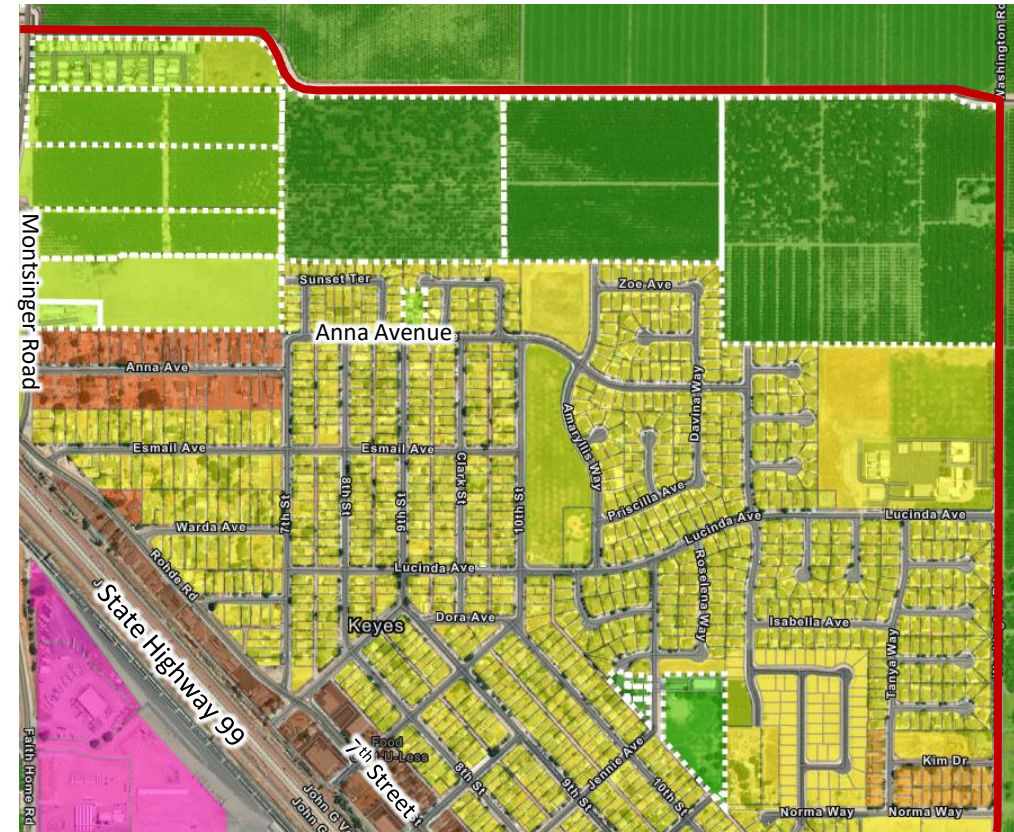 Washington Rd
Montsinger Road
Sunset Ter
Zoe Ave
Anna Avenue
Anna Ave
Davina Way
Amaryllis Way
Esmail Ave
Esmail Ave
7th St
8th St
9th St
Clark St
10th St
Priscilla Ave
Lucinda Ave
Lucinda Ave
Warda Ave
Rohde Rd
Lucinda Ave
Roselena Way
Dora Ave
Keyes
Isabella Ave
Tanya Way
State Highway 99
Faith Home Rd
Food
-U-Less
7th Street
8th St
9th St
Jennie Ave
10th St
Kim Dr
Norma Way
Norma Way
John G
John G